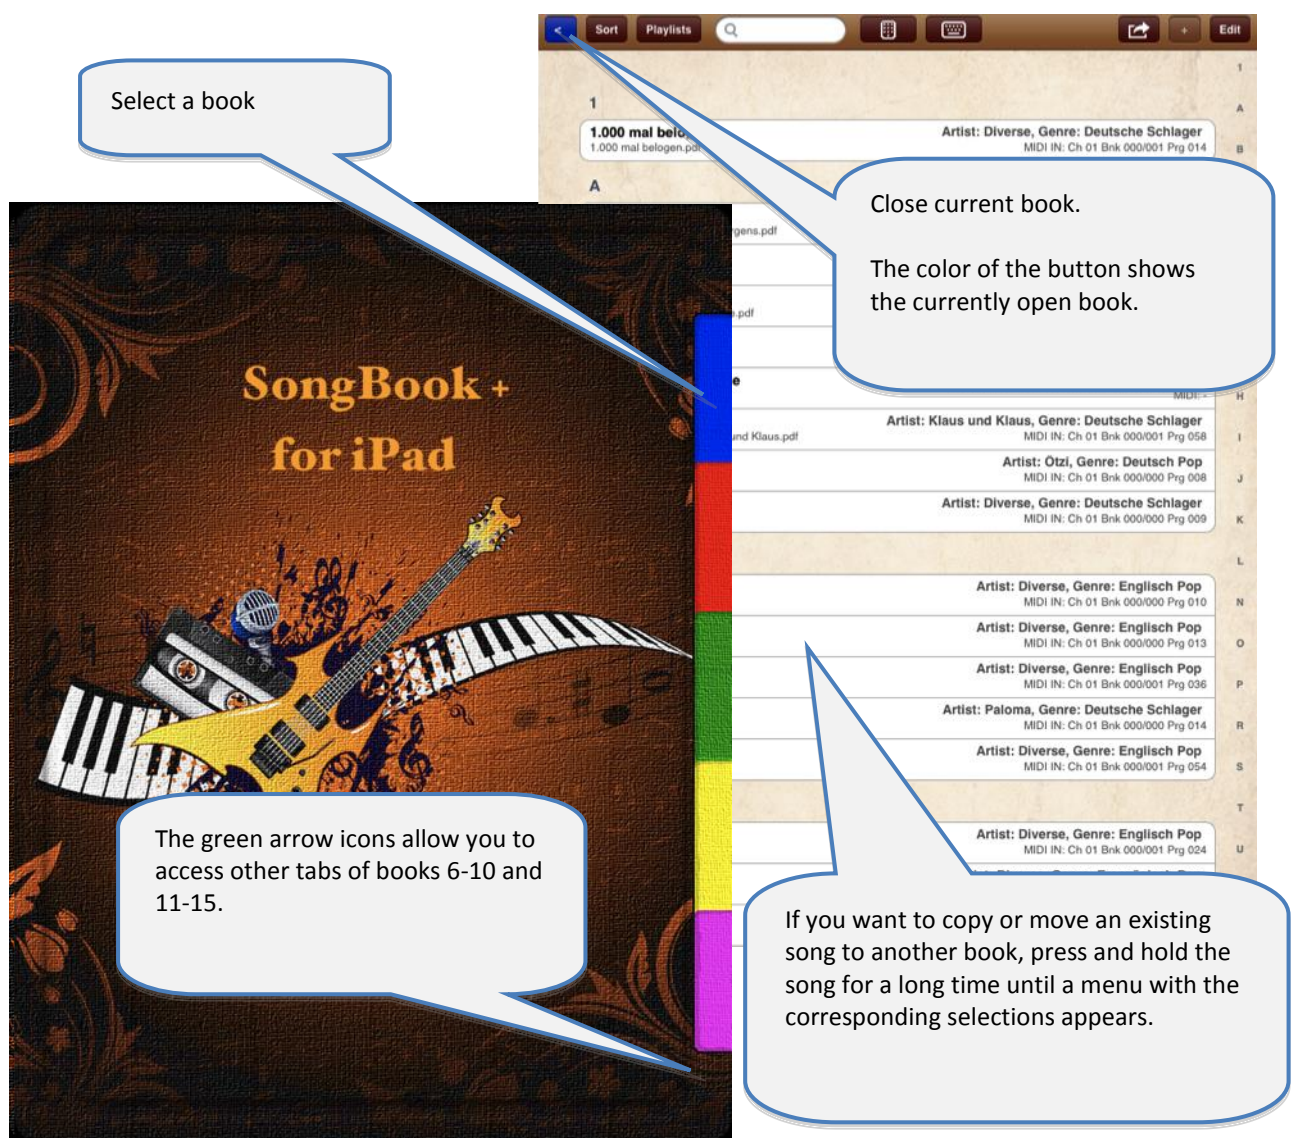 <
Sort
Playlists
+
Edit
Select a book
1
1.000 mal belo
1.000 mal belogen.pd
Artist: Diverse, Genre: Deutsche Schlager
MIDI IN: Ch 01 Bnk 000/001 Prg 014
A
Close current book.
The color of the button shows
the currently open book.
rgens.pdf
e.pdf
e
MIDI: -
Artist: Klaus und Klaus, Genre: Deutsche Schlager
und Klaus.pdf
MIDI IN: Ch 01 Bnk 000/001 Prg 058
Artist: Ötzi, Genre: Deutsch Pop
MIDI IN: Ch 01 Bnk 000/000 Prg 008
Artist: Diverse, Genre: Deutsche Schlager
MIDI IN: Ch 01 Bnk 000/000 Prg 009
SongBook +
for iPad
Artist: Diverse, Genre: Englisch Pop
MIDI IN: Ch 01 Bnk 000/000 Prg 010
Artist: Diverse, Genre: Englisch Pop
MIDI IN: Ch 01 Bnk 000/000 Prg 013
Artist: Diverse, Genre: Englisch Pop
MIDI IN: Ch 01 Bnk 000/001 Prg 036
Artist: Paloma, Genre: Deutsche Schlager
MIDI IN: Ch 01 Bnk 000/000 Prg 014
Artist: Diverse, Genre: Englisch Pop
MIDI IN: Ch 01 Bnk 000/001 Prg 054
Artist: Diverse, Genre: Englisch Pop
MIDI IN: Ch 01 Bnk 000/001 Prg 024
1
A
B
H
I
J
K
L
N
O
P
R
S
T
U
The green arrow icons allow you to
access other tabs of books 6-10 and
11-15.
If you want to copy or move an existing
song to another book, press and hold the
song for a long time until a menu with the
corresponding selections appears.